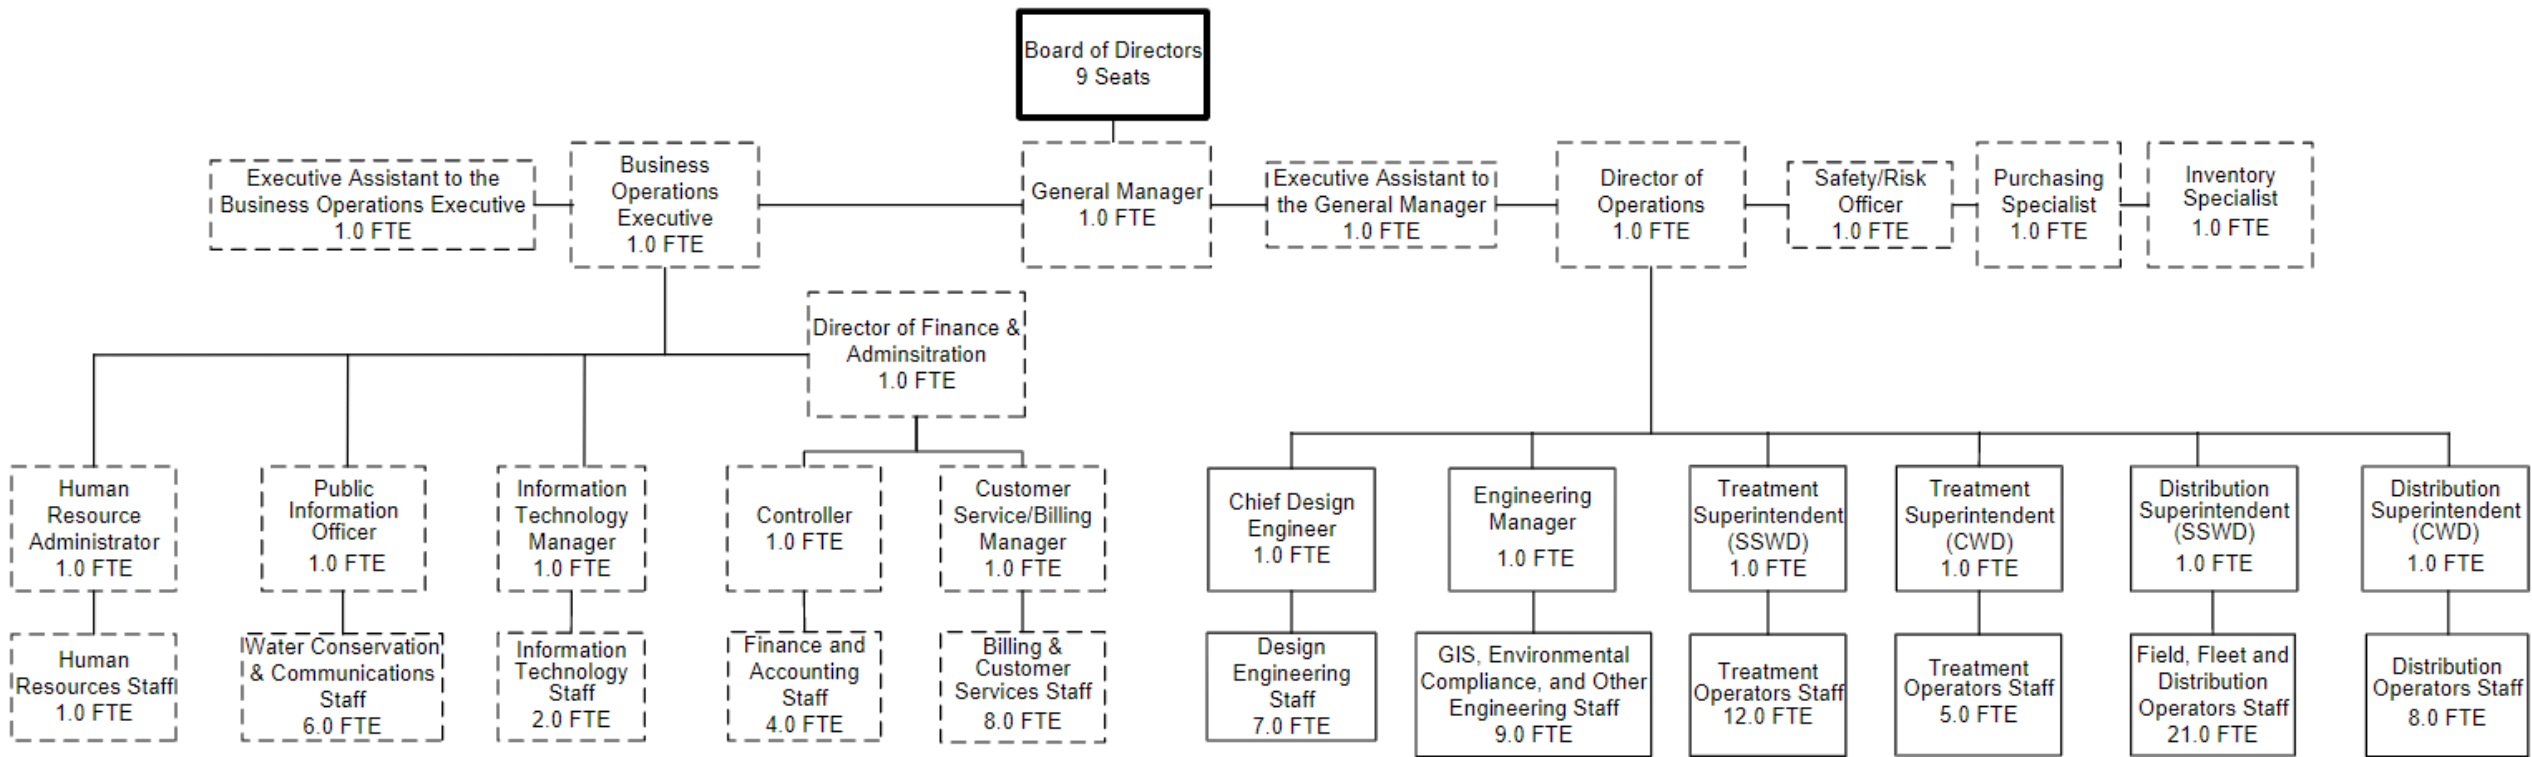 Board of Directors
9 Seats
Executive Assistant to the
Business Operations Executive
1.0 FTE
Business
Operations
Executive
1.0 FTE
General Manager
1.0 FTE
Executive Assistant to
the General Manager
1.0 FTE
Director of
Operations
1.0 FTE
Safety/Risk
Officer
1.0 FTE
Purchasing
Specialist
1.0 FTE
Inventory
Specialist
1.0 FTE
Director of Finance &
Adminsitration
1.0 FTE
Human
Resource
Administrator
1.0 FTE
Public
Information
Officer
1.0 FTE
Information
Technology
Manager
1.0 FTE
Controller
1.0 FTE
Customer
Service/Billing
Manager
1.0 FTE
Chief Design
Engineer
1.0 FTE
Engineering
Manager
1.0 FTE
Treatment
Superintendent
(SSWD)
1.0 FTE
Treatment
Superintendent
(CWD)
1.0 FTE
Distribution
Superintendent
(SSWD)
1.0 FTE
Distribution
Superintendent
(CWD)
1.0 FTE
Human
Resources Staff
1.0 FTE
Water Conservation
& Communications
Staff
6.0 FTE
Information
Technology
Staff
2.0 FTE
Finance and
Accounting
Staff
4.0 FTE
Billing &
Customer
Services Staff
8.0 FTE
Design
Engineering
Staff
7.0 FTE
GIS, Environmental
Compliance, and Other
Engineering Staff
9.0 FTE
Treatment
Operators Staff
12.0 FTE
Treatment
Operators Staff
5.0 FTE
Field, Fleet and
Distribution
Operators Staff
21.0 FTE
Distribution
Operators Staff
8.0 FTE